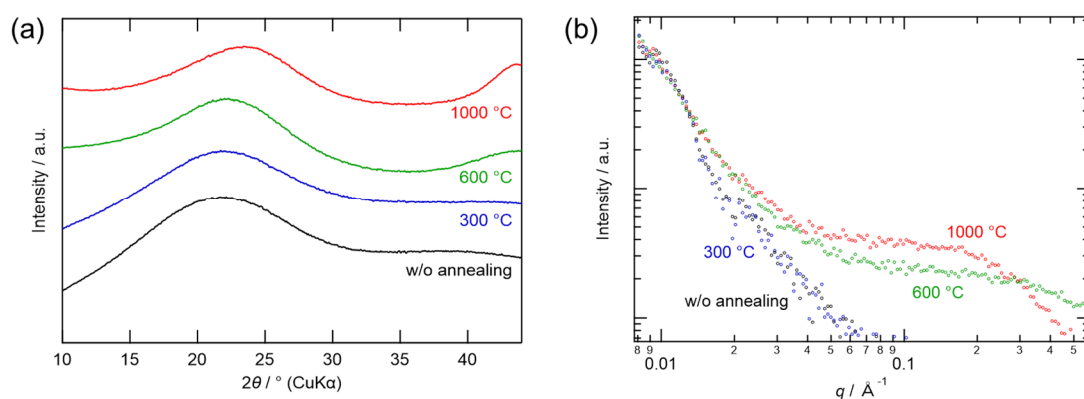 (a)
Intensity / a.u.
1000 °C
600 °C
300 °C
w/o annealing
10 15 20 25 30 35 40
2θ / ° (CuKα)
(b)
Intensity / a.u.
1000 °C
600 °C
300 °C
w/o annealing
8 9 2 3 4 5 6 7 8 9 2 3 4 5
0.01 0.1
q / Å⁻¹